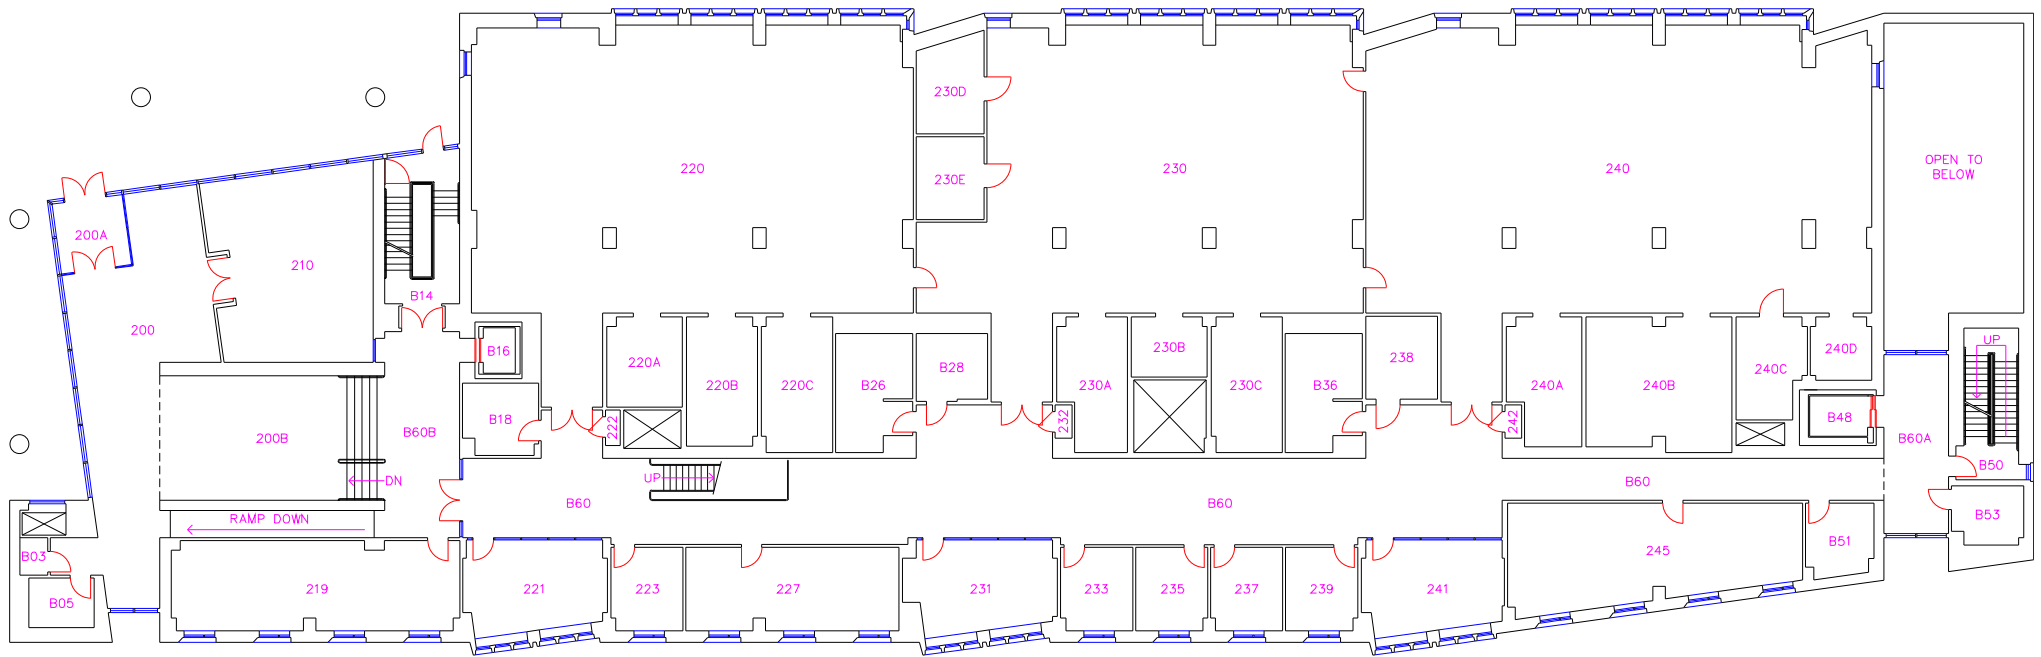 220
230D
230
230E
240
OPEN TO
BELOW
200A
210
B14
200
B16
220A
220B
220C
B26
B28
230A
230B
230C
B36
238
240A
240B
240C
240D
UP
B18
222
232
242
B48
B60B
200B
B60A
B50
DN
UP
B60
B60
B60
RAMP DOWN
B53
B03
B51
245
B05
219
221
223
227
231
233
235
237
239
241